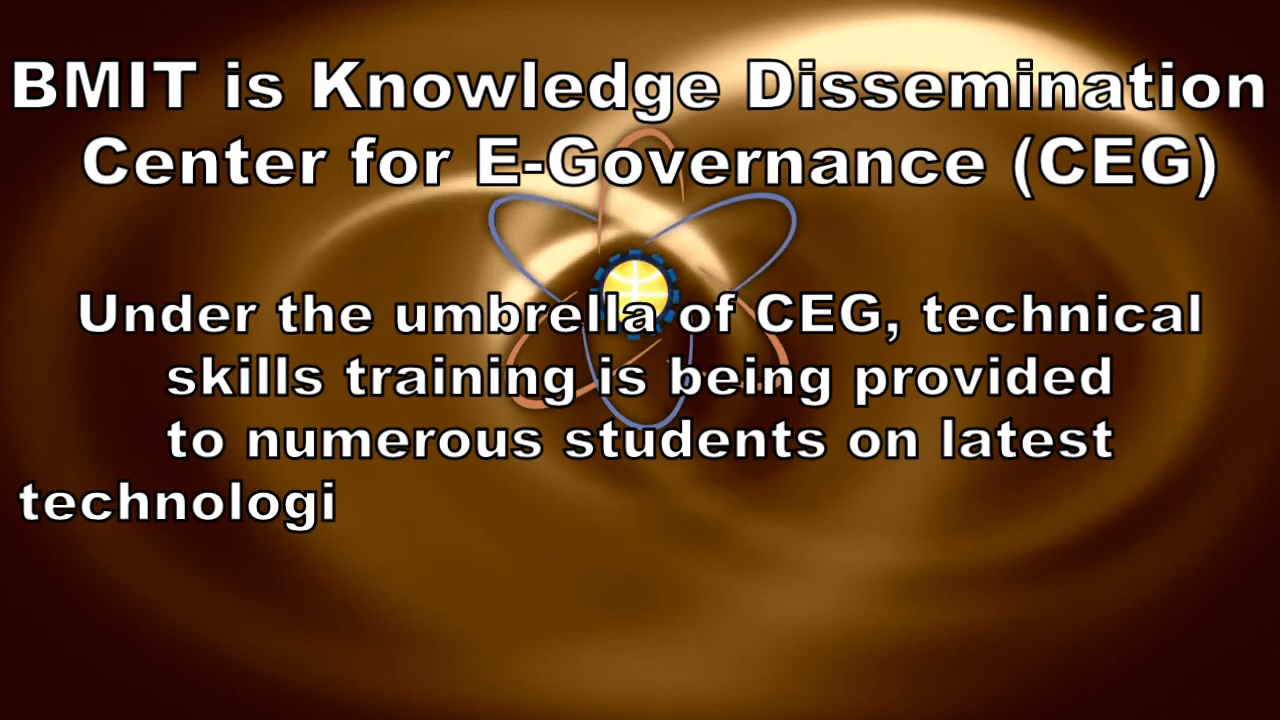 BMIT is Knowledge Dissemination
Center for E-Governance (CEG)
Under the umbrella of CEG, technical
skills training is being provided
to numerous students on latest
technologi